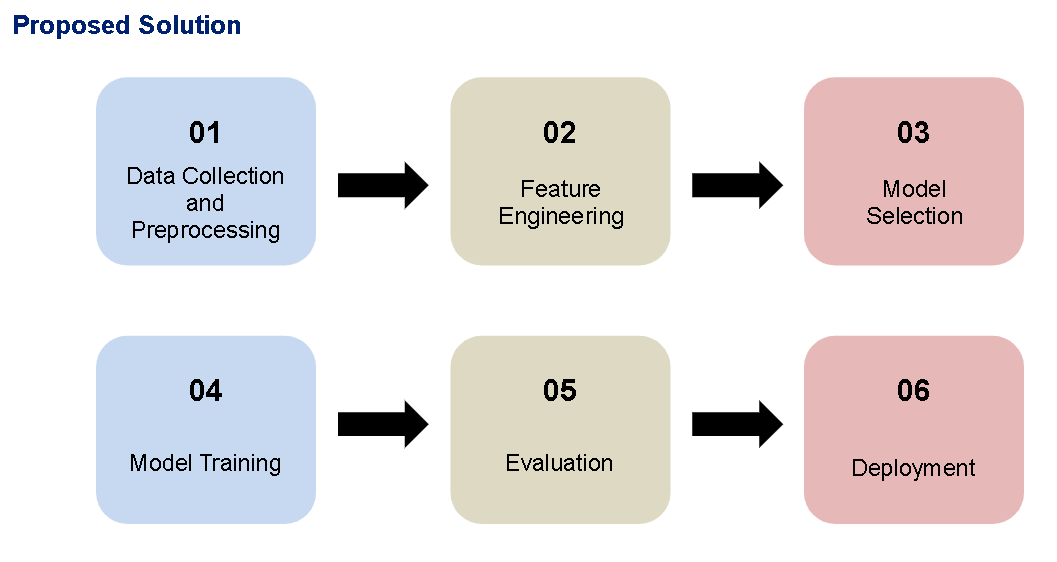 Proposed Solution
01
Data Collection
and
Preprocessing
02
Feature
Engineering
03
Model
Selection
04
Model Training
05
Evaluation
06
Deployment